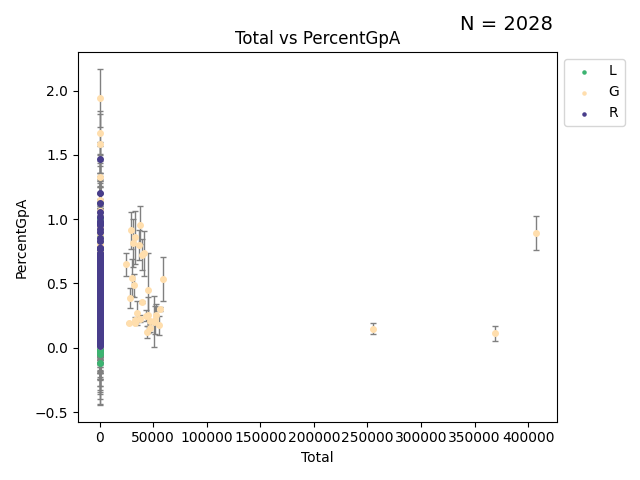 N = 2028
Total vs PercentGpA
L
G
R
PercentGpA
2.0
1.5
1.0
0.5
0.0
−0.5
0 50000 100000 150000 200000 250000 300000 350000 400000
Total